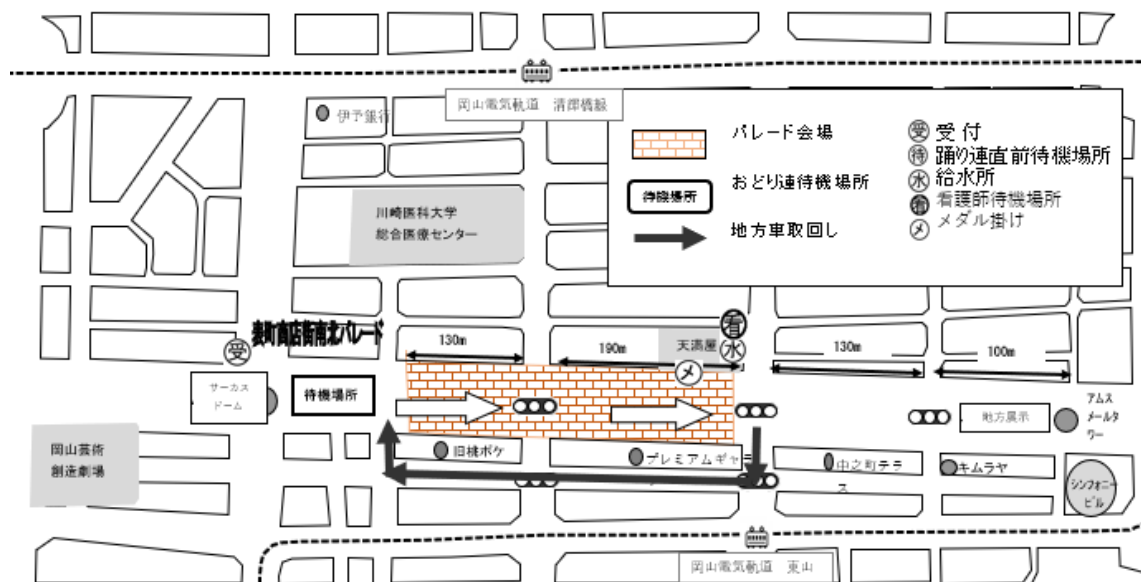 岡山電気軌道 清輝橋線
伊予銀行
パレード会場
待機場所
おどり連待機場所
地方車取回し
受 受付
待 踊り連直前待機場所
水 給水所
看 看護師待機場所
メ メダル掛け
川崎医科大学
総合医療センター
表町商店街南北パレード
受
看
水
メ
天満屋
130m
190m
130m
100m
サーカス
ドーム
待機場所
地方展示
アムス
メールタ
ワー
岡山芸術
創造劇場
旧桃ポケ
プレミアムギャラ
中之町テラ
ス
キムラヤ
シンフォニー
ビル
岡山電気軌道 東山